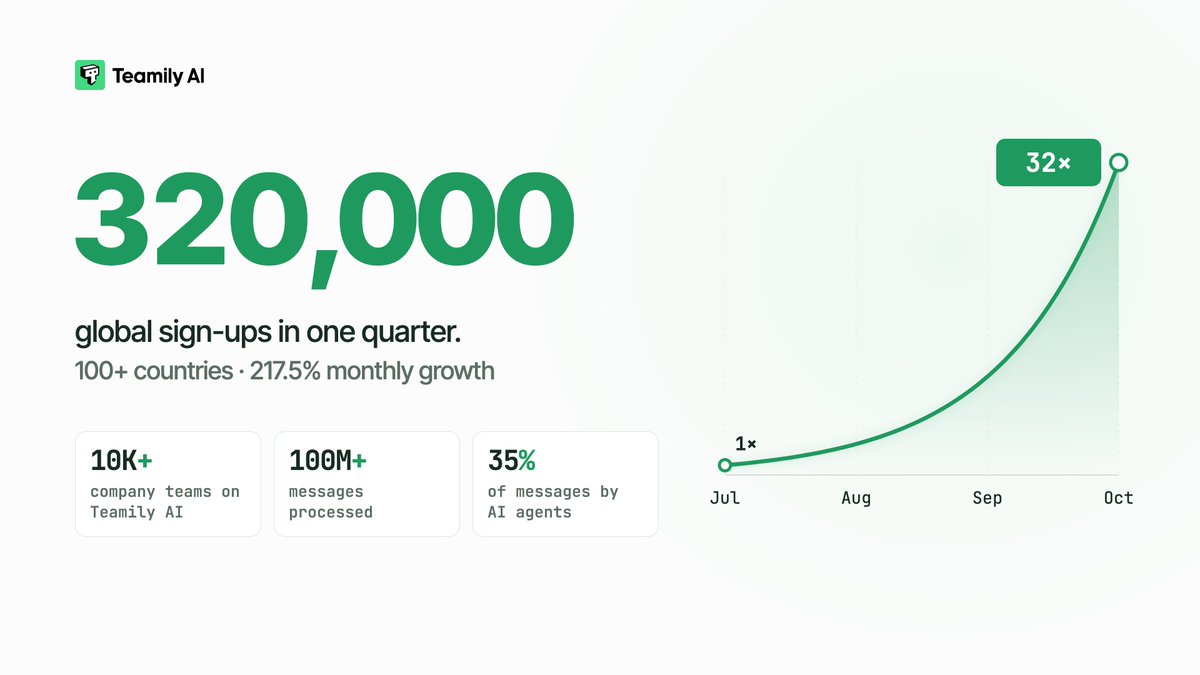 Teamily AI
320,000
global sign-ups in one quarter.
100+ countries · 217.5% monthly growth
10K+
company teams on
Teamily AI
100M+
messages
processed
35%
of messages by
AI agents
32×
1×
Jul
Aug
Sep
Oct